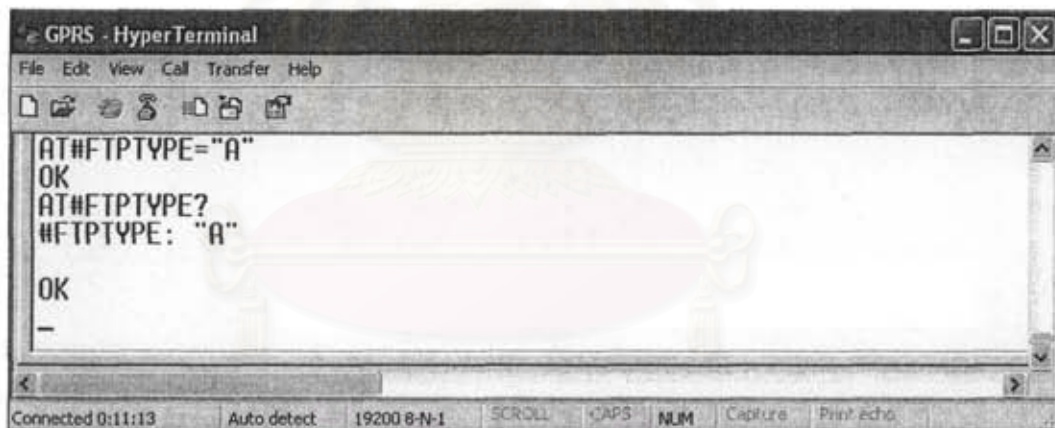 GPRS - HyperTerminal
File Edit View Call Transfer Help
AT#FTPTYPE="A"
OK
AT#FTPTYPE?
#FTPTYPE: "A"
OK
_
Connected 0:11:13 Auto detect 19200 8-N-1 SCROLL CAPS NUM Capture Print echo